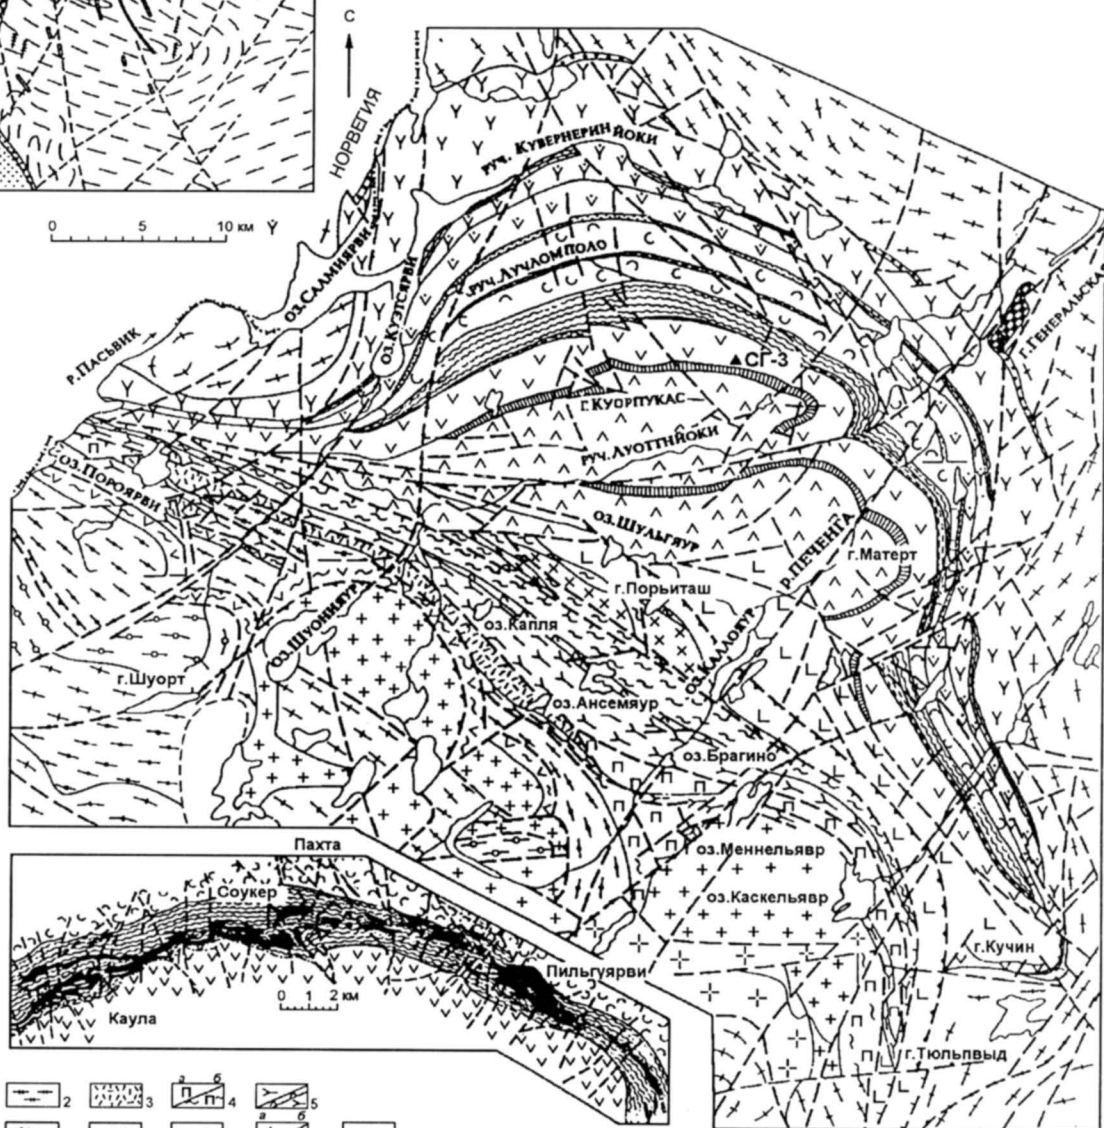 С
НОРВЕГИЯ
0 5 10 км
РУЧ. КУВЕРНЕРИНЙОКИ
ОЗ. САЛМИЯРВИ
ОЗ. КУЭТСЯРВИ
РУЧ. ЛУЧЛОМПОЛО
Р. ПАСЬВИК
г. ГЕНЕРАЛЬСКАЯ
СГ-3
Г. КУОРПУКАС
РУЧ. ЛУОТТНЙОКИ
ОЗ. ПОРОЯРВИ
ОЗ. ШУЛЬГЯУР
Р. ПЕЧЕНГА
г.Матерт
г.Порьиташ
ОЗ. ШУОНИЯУР
оз.Капля
ОЗ. КАЛЛОЯУР
г.Шуорт
оз.Ансемяур
оз.Брагино
оз.Меннельявр
оз.Каскельявр
г.Кучин
г.Тюльпвыд
Пахта
Соукер
Пильгуярви
0 1 2 км
Каула
2 3 а б 4 5
а б